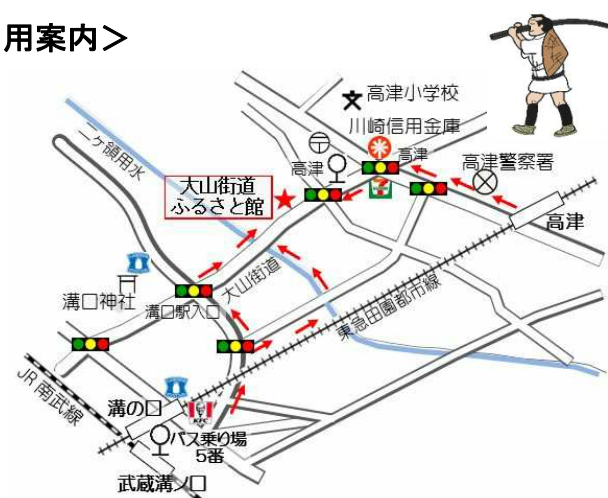 用案内＞
高津小学校
川崎信用金庫
高津
高津
高津警察署
二ヶ領用水
大山街道
ふるさと館
高津
溝口神社
溝口駅入口
大山街道
東急田園都市線
JR 南武線
溝の口
KFC
バス乗り場
5番
武蔵溝ノ口